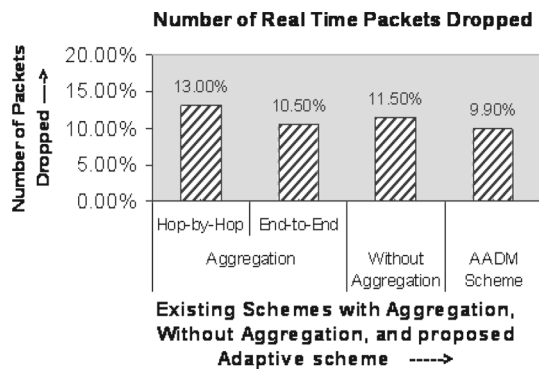 Number of Real Time Packets Dropped
Number of Packets
Dropped --->
20.00%
15.00%
10.00%
5.00%
0.00%
13.00%
10.50%
11.50%
9.90%
Hop-by-Hop
End-to-End
Aggregation
Without
Aggregation
AADM
Scheme
Existing Schemes with Aggregation,
Without Aggregation, and proposed
Adaptive scheme ----->